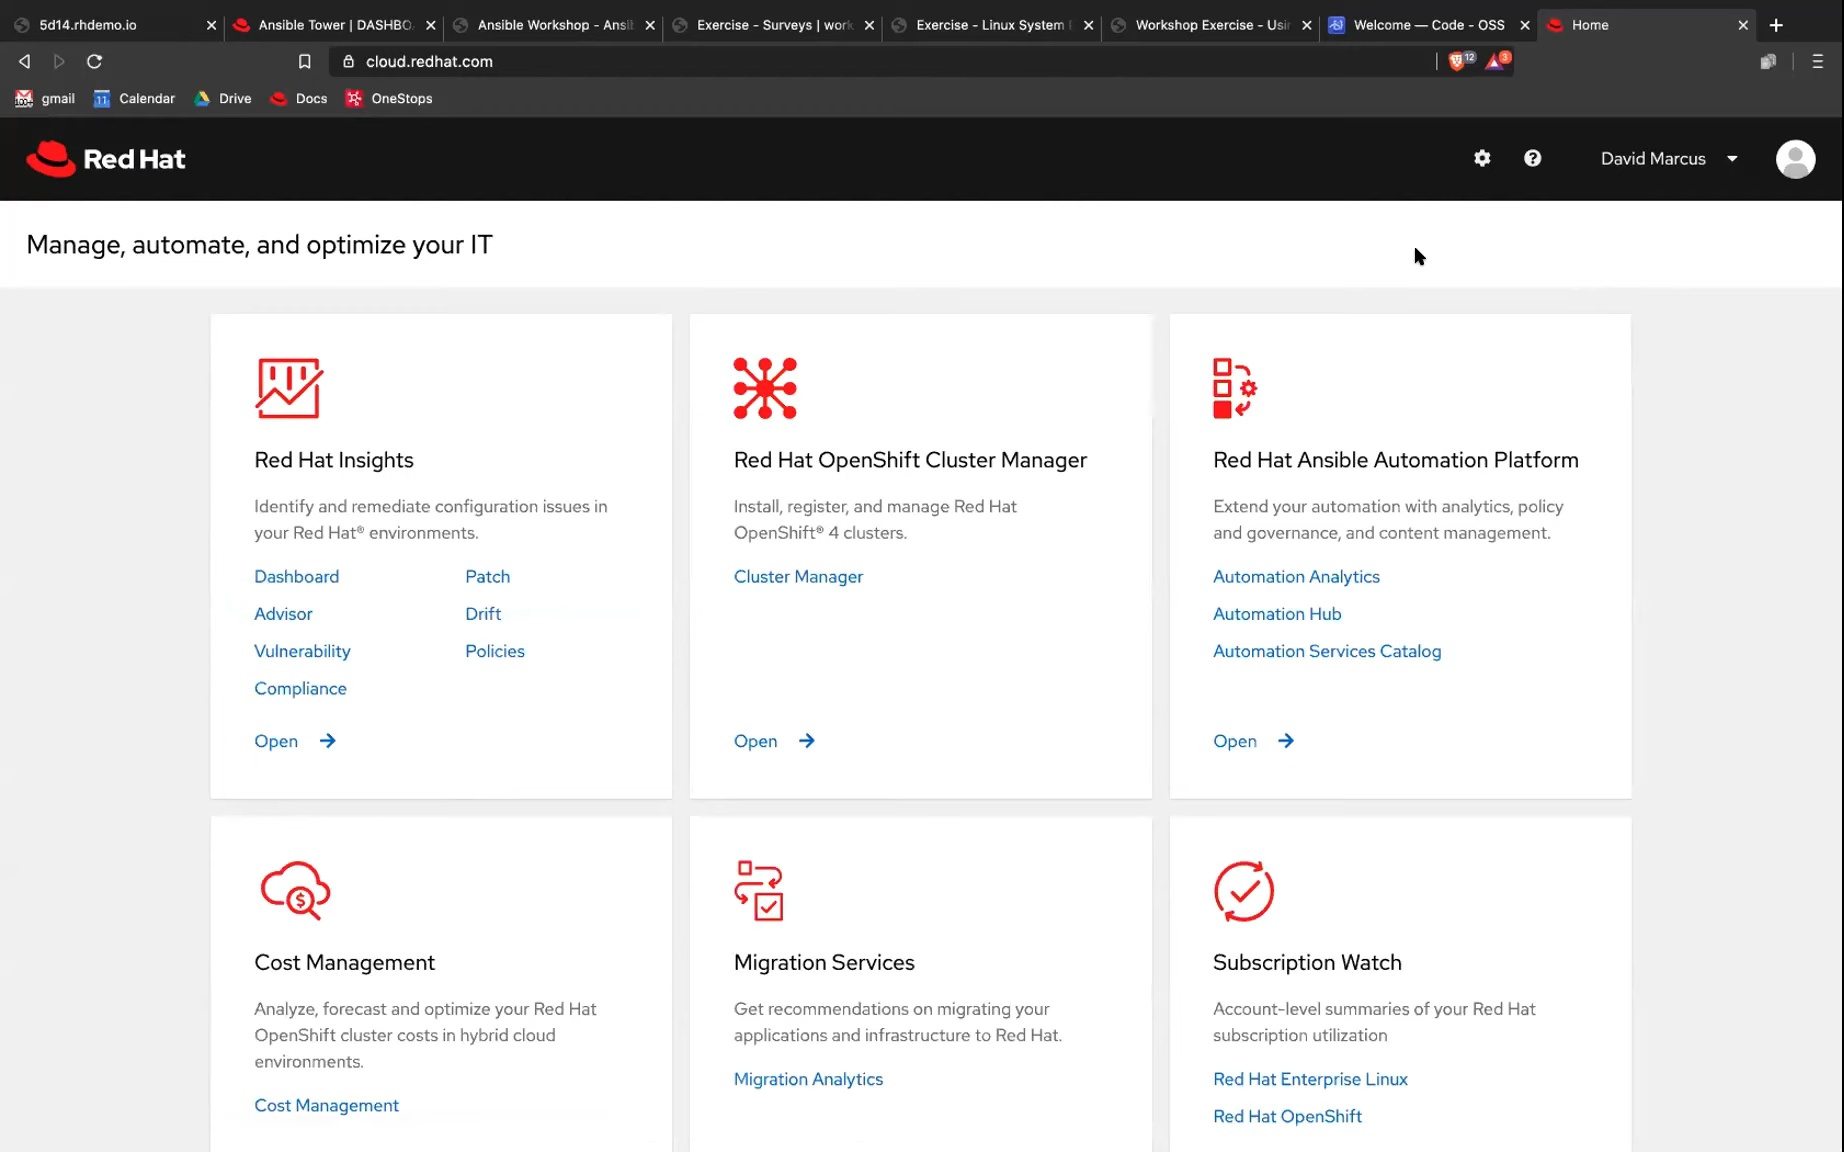 5d14.rhdemo.io
Ansible Tower | DASHBO
Ansible Workshop - Ansil
Exercise - Surveys | work
Exercise - Linux System
Workshop Exercise - Usi
Welcome — Code - OSS
Home
cloud.redhat.com
12
3
gmail
Calendar
Drive
Docs
OneStops
Red Hat
David Marcus
Manage, automate, and optimize your IT
Red Hat Insights
Identify and remediate configuration issues in
your Red Hat® environments.
Dashboard
Patch
Advisor
Drift
Vulnerability
Policies
Compliance
Open
Red Hat OpenShift Cluster Manager
Install, register, and manage Red Hat
OpenShift® 4 clusters.
Cluster Manager
Open
Red Hat Ansible Automation Platform
Extend your automation with analytics, policy
and governance, and content management.
Automation Analytics
Automation Hub
Automation Services Catalog
Open
Cost Management
Analyze, forecast and optimize your Red Hat
OpenShift cluster costs in hybrid cloud
environments.
Cost Management
Migration Services
Get recommendations on migrating your
applications and infrastructure to Red Hat.
Migration Analytics
Subscription Watch
Account-level summaries of your Red Hat
subscription utilization
Red Hat Enterprise Linux
Red Hat OpenShift